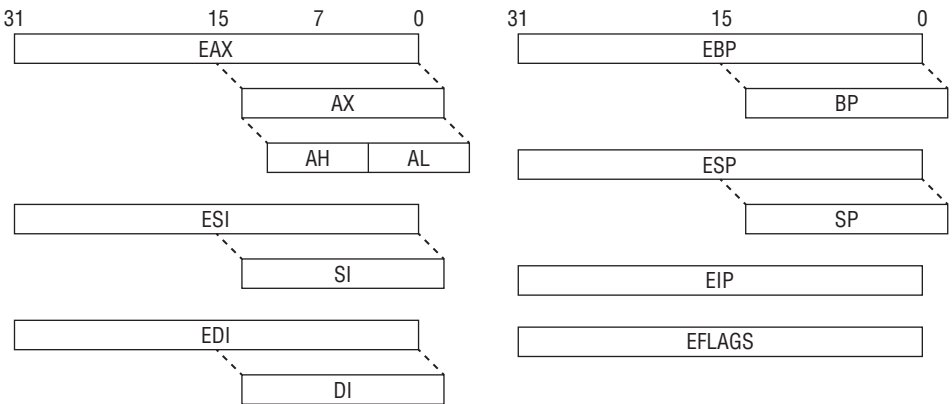 31 15 7 0
EAX
AX
AH AL
ESI
SI
EDI
DI
31 15 0
EBP
BP
ESP
SP
EIP
EFLAGS